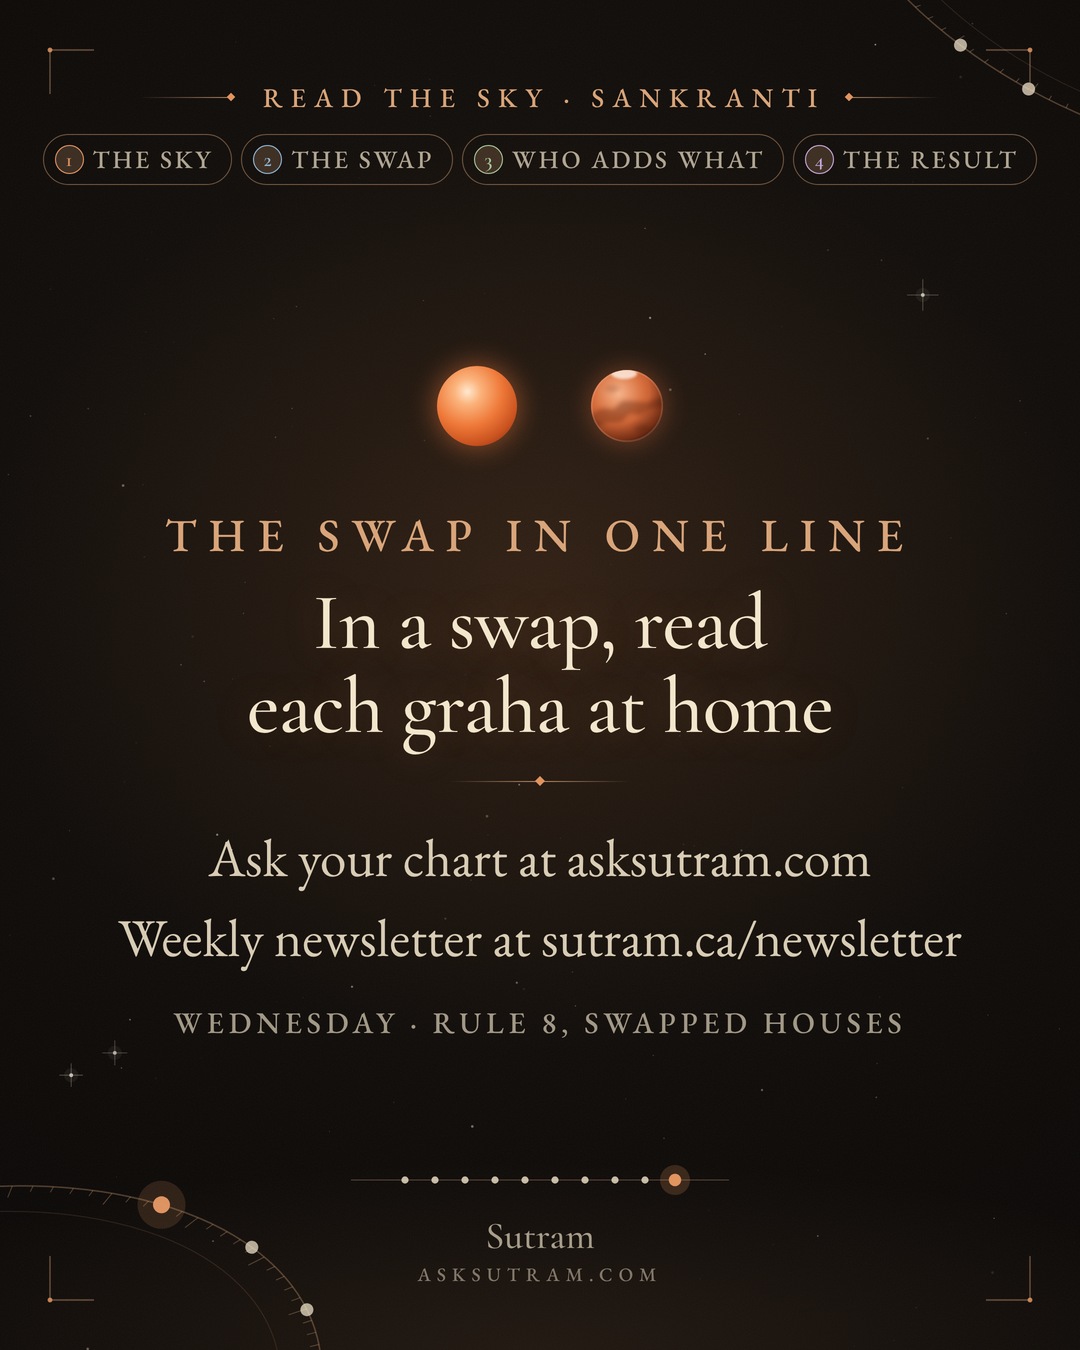 READ THE SKY · SANKRANTI
1 THE SKY 2 THE SWAP 3 WHO ADDS WHAT 4 THE RESULT
THE SWAP IN ONE LINE
In a swap, read
each graha at home
Ask your chart at asksutram.com
Weekly newsletter at sutram.ca/newsletter
WEDNESDAY · RULE 8, SWAPPED HOUSES
Sutram
ASKSUTRAM.COM